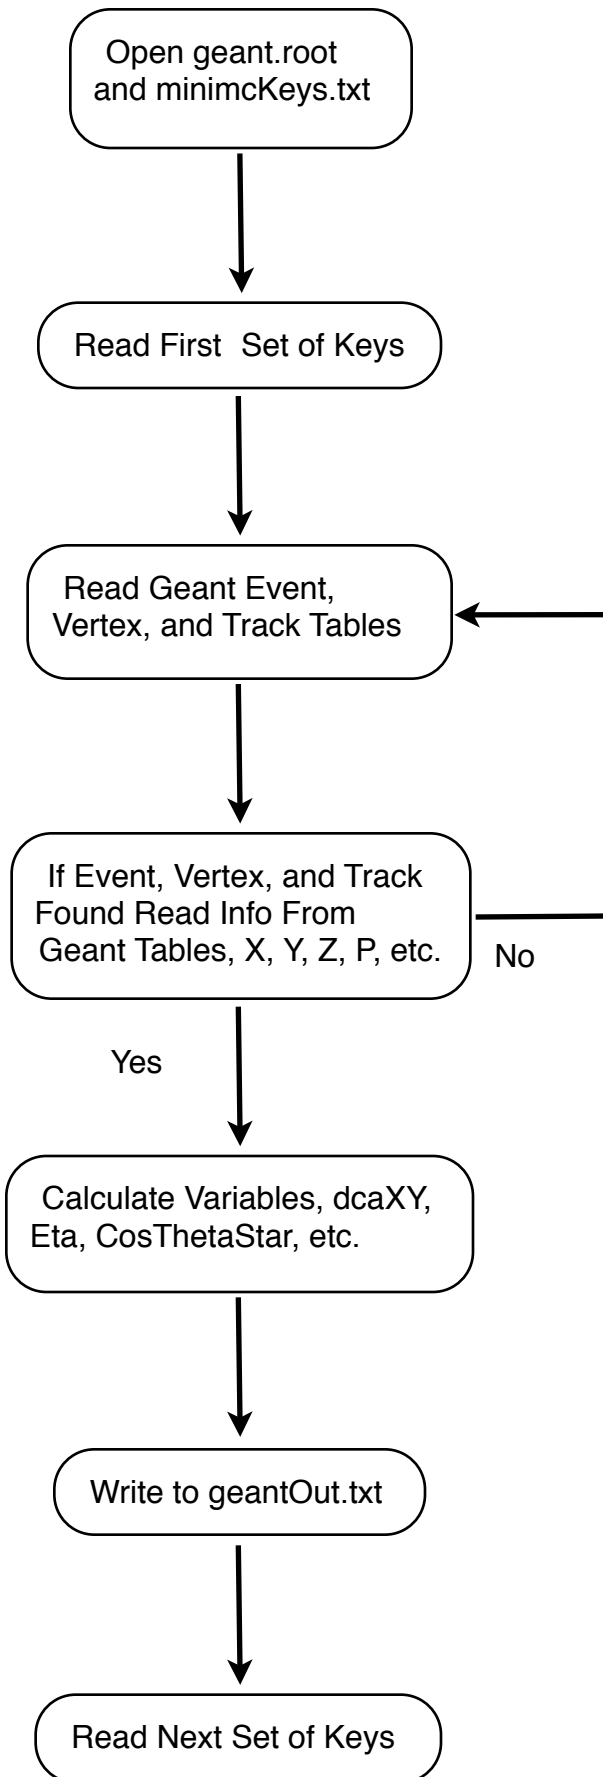 Open geant.root
and minimcKeys.txt
Read First  Set of Keys
Read Geant Event,
Vertex, and Track Tables
If Event, Vertex, and Track
Found Read Info From
Geant Tables, X, Y, Z, P, etc.
No
Yes
Calculate Variables, dcaXY,
Eta, CosThetaStar, etc.
Write to geantOut.txt
Read Next Set of Keys